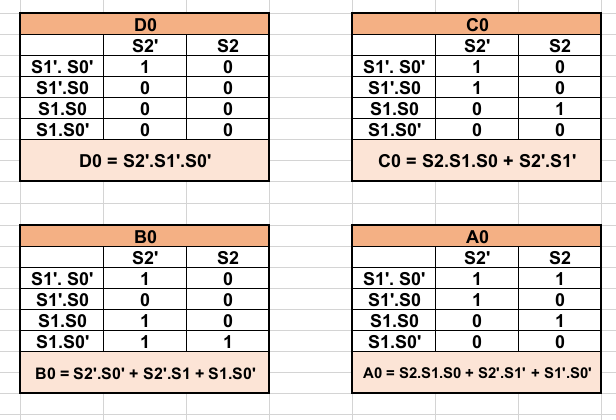 D0
S2' S2
S1'. S0' 1 0
S1'.S0 0 0
S1.S0 0 0
S1.S0' 0 0
D0 = S2'.S1'.S0'
C0
S2' S2
S1'. S0' 1 0
S1'.S0 1 0
S1.S0 0 1
S1.S0' 0 0
C0 = S2.S1.S0 + S2'.S1'
B0
S2' S2
S1'. S0' 1 0
S1'.S0 0 0
S1.S0 1 0
S1.S0' 1 1
B0 = S2'.S0' + S2'.S1 + S1.S0'
A0
S2' S2
S1'. S0' 1 1
S1'.S0 1 0
S1.S0 0 1
S1.S0' 0 0
A0 = S2.S1.S0 + S2'.S1' + S1'.S0'